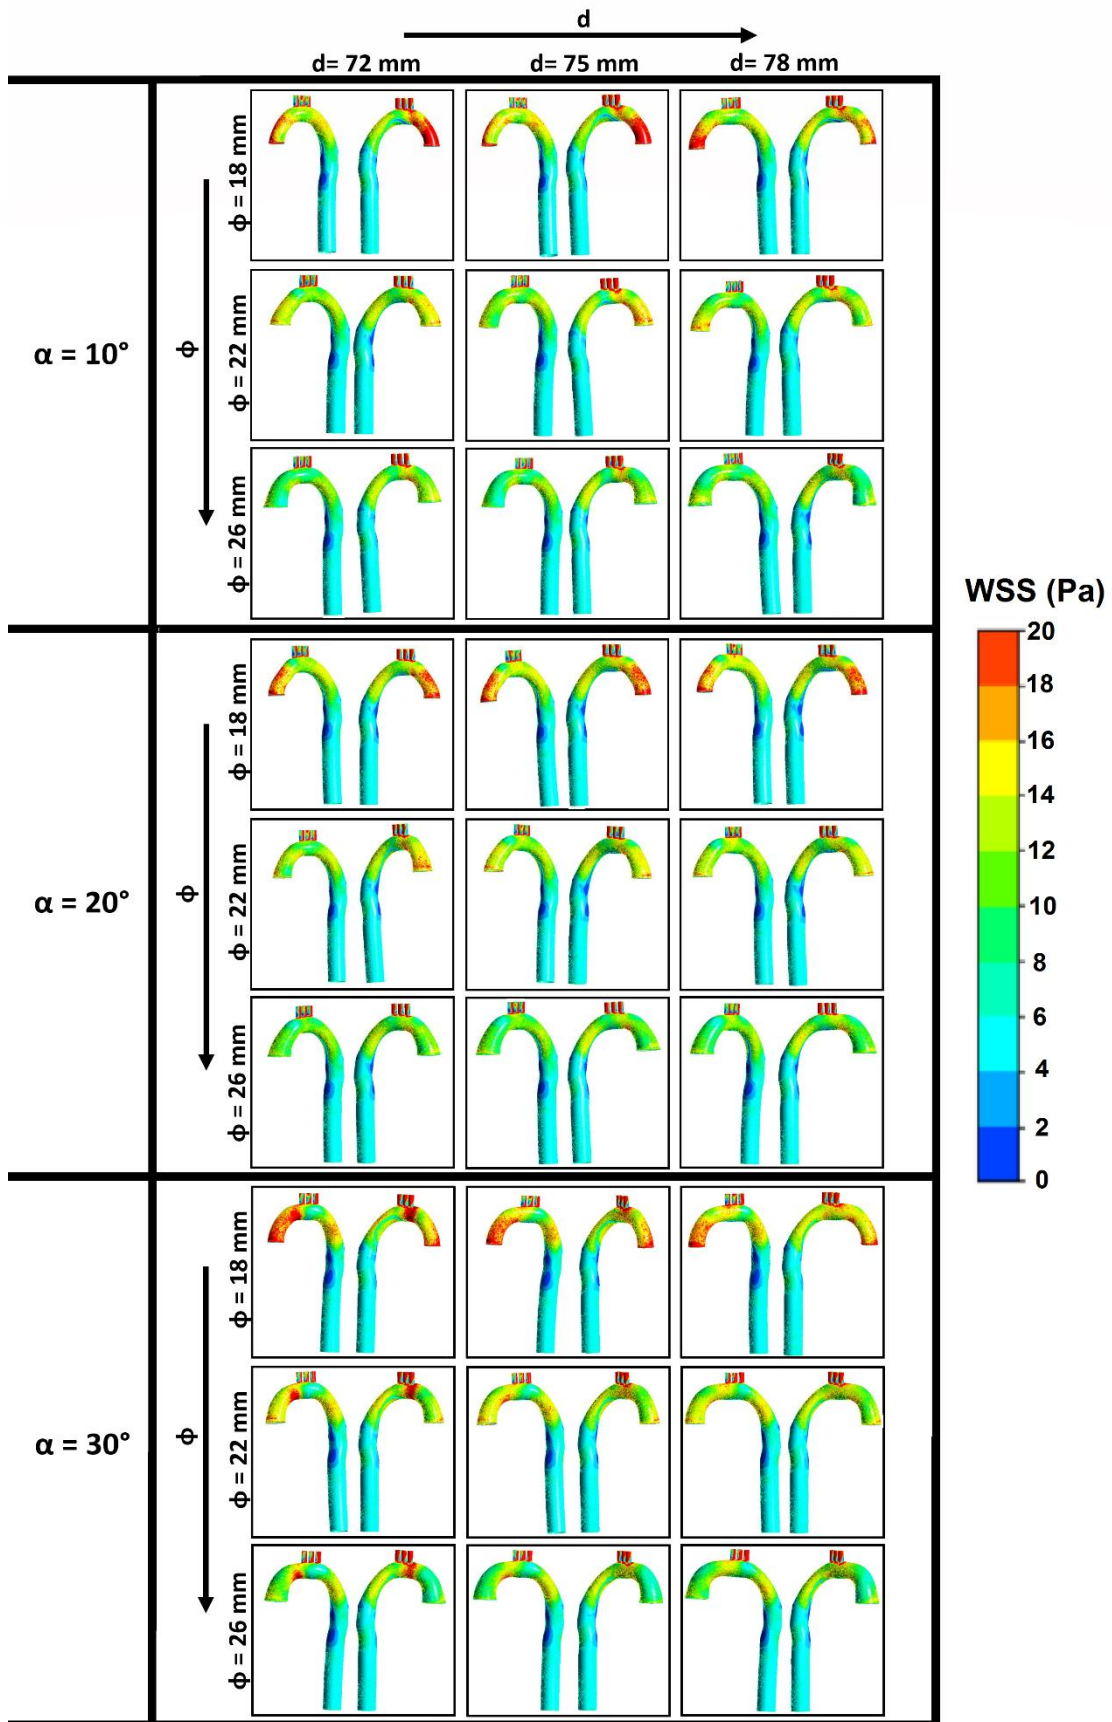 d
d= 72 mm
d= 75 mm
d= 78 mm
α = 10°
ϕ
ϕ = 18 mm
ϕ = 22 mm
ϕ = 26 mm
α = 20°
ϕ
ϕ = 18 mm
ϕ = 22 mm
ϕ = 26 mm
α = 30°
ϕ
ϕ = 18 mm
ϕ = 22 mm
ϕ = 26 mm
WSS (Pa)
20
18
16
14
12
10
8
6
4
2
0